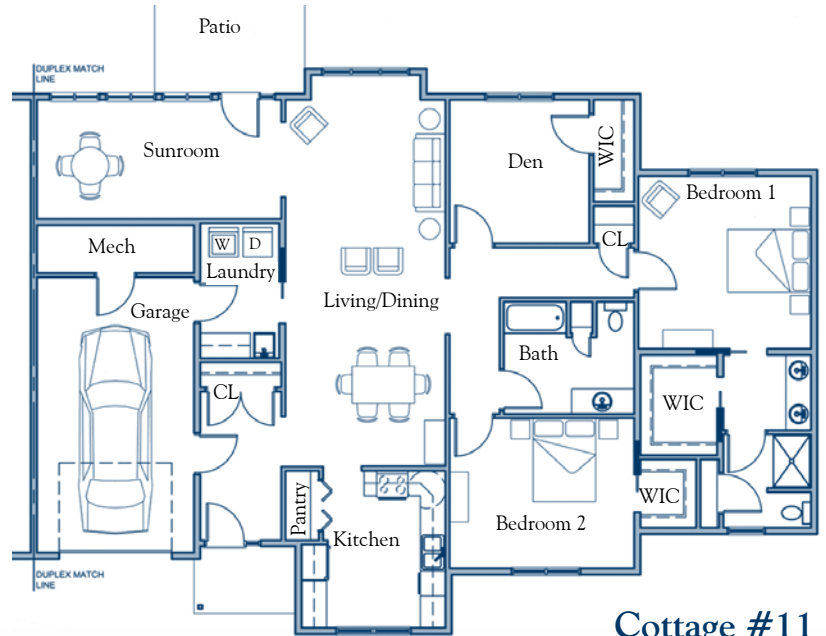 Patio
DUPLEX MATCH
LINE
Sunroom
Den
WIC
Bedroom 1
Mech
W
D
Laundry
CL
Garage
Living/Dining
Bath
CL
WIC
WIC
Pantry
Bedroom 2
Kitchen
DUPLEX MATCH
LINE
Cottage #11